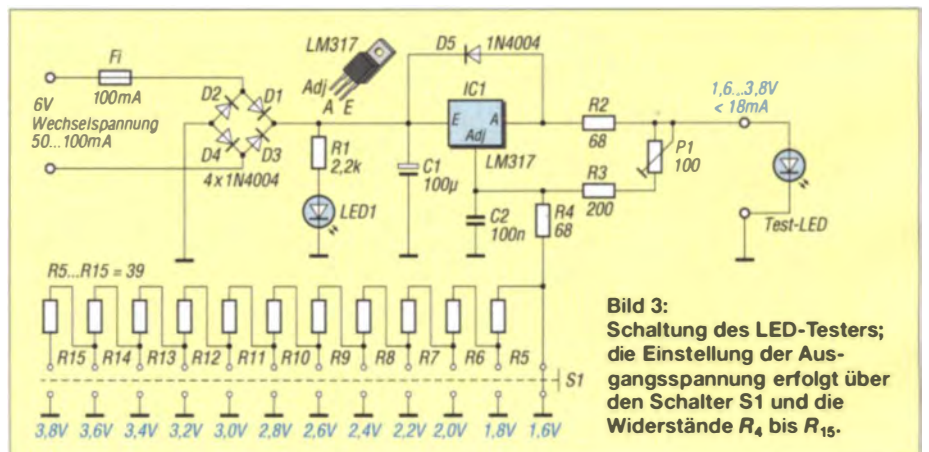 Fi
100mA
6V
Wechselspannung
50...100mA
D2
D1
D4
D3
4x1N4004
LM317
Adj
A E
R1
2,2k
LED1
C1
100µ
D5
1N4004
IC1
E
A
Adj
LM317
C2
100n
R4
68
R2
68
R3
200
P1
100
1,6...3,8V
< 18mA
Test-LED
R5...R15 = 39
R15 R14 R13 R12 R11 R10 R9 R8 R7 R6 R5
S1
3,8V 3,6V 3,4V 3,2V 3,0V 2,8V 2,6V 2,4V 2,2V 2,0V 1,8V 1,6V
Bild 3:
Schaltung des LED-Testers;
die Einstellung der Aus-
gangsspannung erfolgt über
den Schalter S1 und die
Widerstände R₄ bis R₁₅.